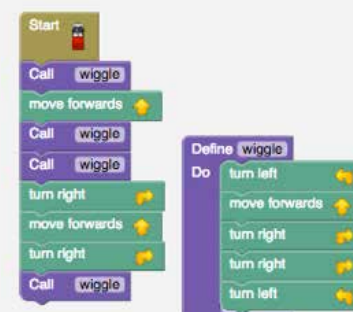 Start
Call wiggle
move forwards
Call wiggle
Call wiggle
turn right
move forwards
turn right
Call wiggle
Define wiggle
Do turn left
move forwards
turn right
turn right
turn left